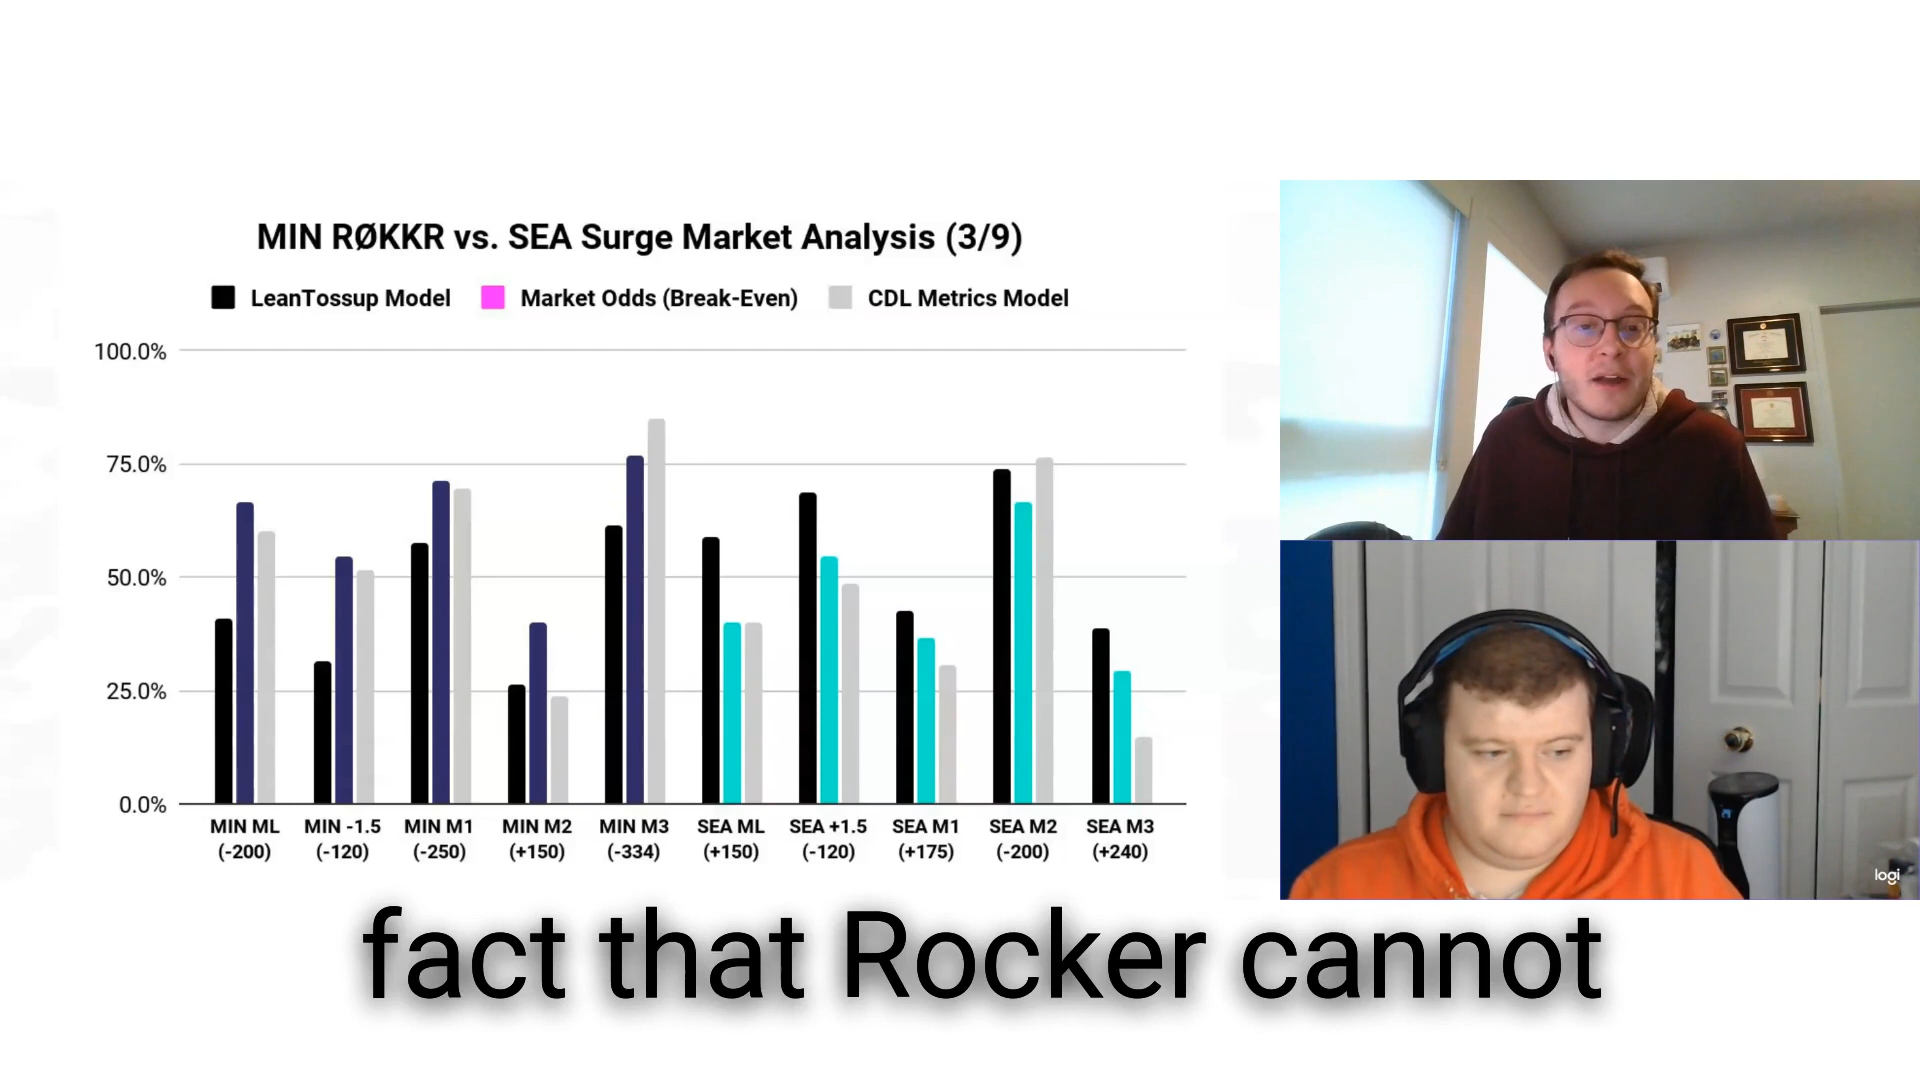 MIN RØKKR vs. SEA Surge Market Analysis (3/9)
LeanTossup Model Market Odds (Break-Even) CDL Metrics Model
100.0%
75.0%
50.0%
25.0%
0.0%
MIN ML MIN -1.5 MIN M1 MIN M2 MIN M3 SEA ML SEA +1.5 SEA M1 SEA M2 SEA M3
(-200) (-120) (-250) (+150) (-334) (+150) (-120) (+175) (-200) (+240)
logi
fact that Rocker cannot